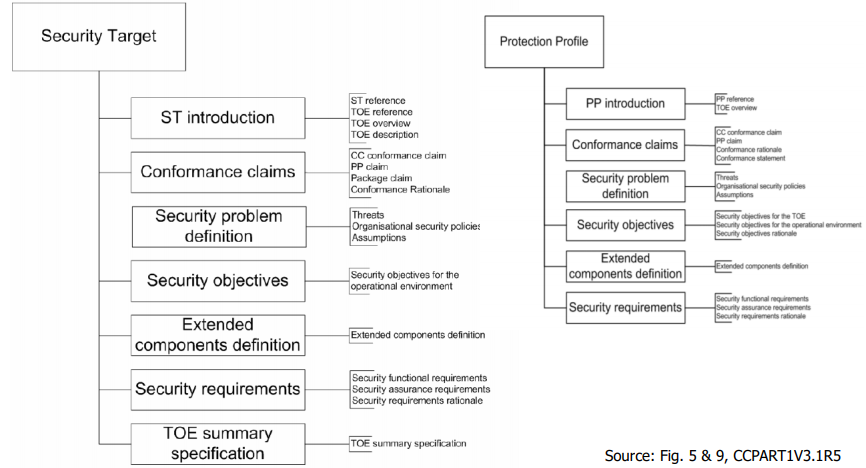 Security Target
ST introduction
ST reference
TOE reference
TOE overview
TOE description
Conformance claims
CC conformance claim
PP claim
Package claim
Conformance Rationale
Security problem
definition
Threats
Organisational security policies
Assumptions
Security objectives
Security objectives for the
operational environment
Extended
components definition
Extended components definition
Security requirements
Security functional requirements
Security assurance requirements
Security requirements rationale
TOE summary
specification
TOE summary specification
Protection Profile
PP introduction
PP reference
TOE overview
Conformance claims
CC conformance claim
PP claim
Conformance rationale
Conformance statement
Security problem
definition
Threats
Organisational security policies
Assumptions
Security objectives
Security objectives for the TOE
Security objectives for the operational environment
Security objectives rationale
Extended
components definition
Extended components definition
Security requirements
Security functional requirements
Security assurance requirements
Security requirements rationale
Source: Fig. 5 & 9, CCPART1V3.1R5